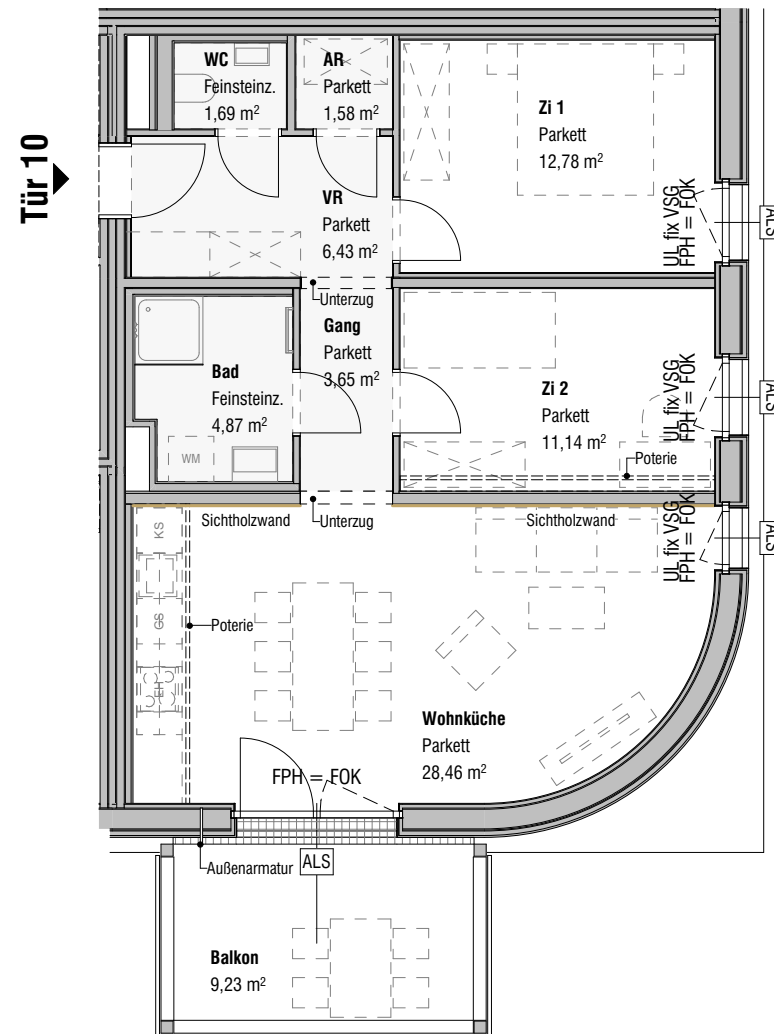 WC
Feinsteinz.
1,69 m²
AR
Parkett
1,58 m²
Zi 1
Parkett
12,78 m²
Tür 10
VR
Parkett
6,43 m²
UL fix VSG
FPH = FOK
ALS
Unterzug
Gang
Parkett
3,65 m²
Bad
Feinsteinz.
4,87 m²
WM
Zi 2
Parkett
11,14 m²
UL fix VSG
FPH = FOK
ALS
Poterie
Sichtholzwand
Unterzug
Sichtholzwand
UL fix VSG
FPH = FOK
ALS
KS
GS
EH
Poterie
Wohnküche
Parkett
28,46 m²
FPH = FOK
Außenarmatur
ALS
Balkon
9,23 m²